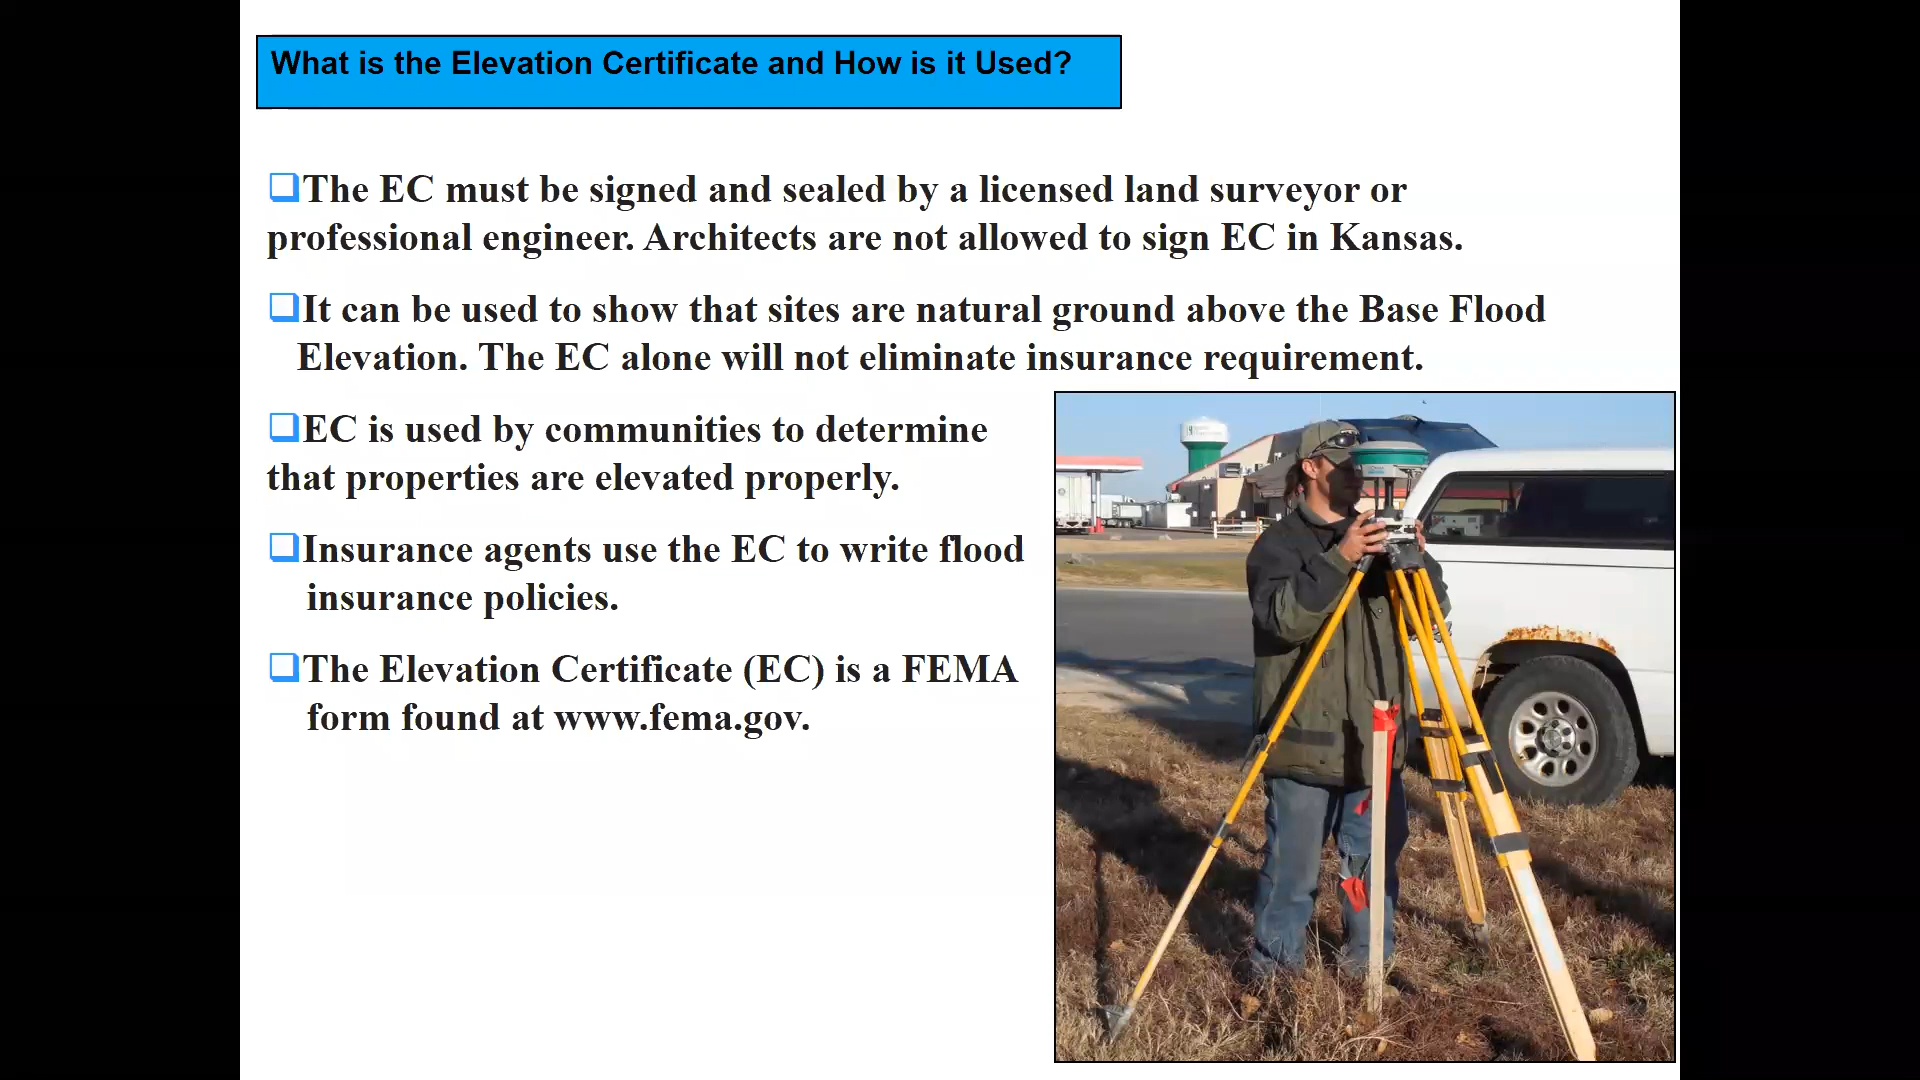 What is the Elevation Certificate and How is it Used?
The EC must be signed and sealed by a licensed land surveyor or
professional engineer. Architects are not allowed to sign EC in Kansas.
It can be used to show that sites are natural ground above the Base Flood
Elevation. The EC alone will not eliminate insurance requirement.
EC is used by communities to determine
that properties are elevated properly.
Insurance agents use the EC to write flood
insurance policies.
The Elevation Certificate (EC) is a FEMA
form found at www.fema.gov.